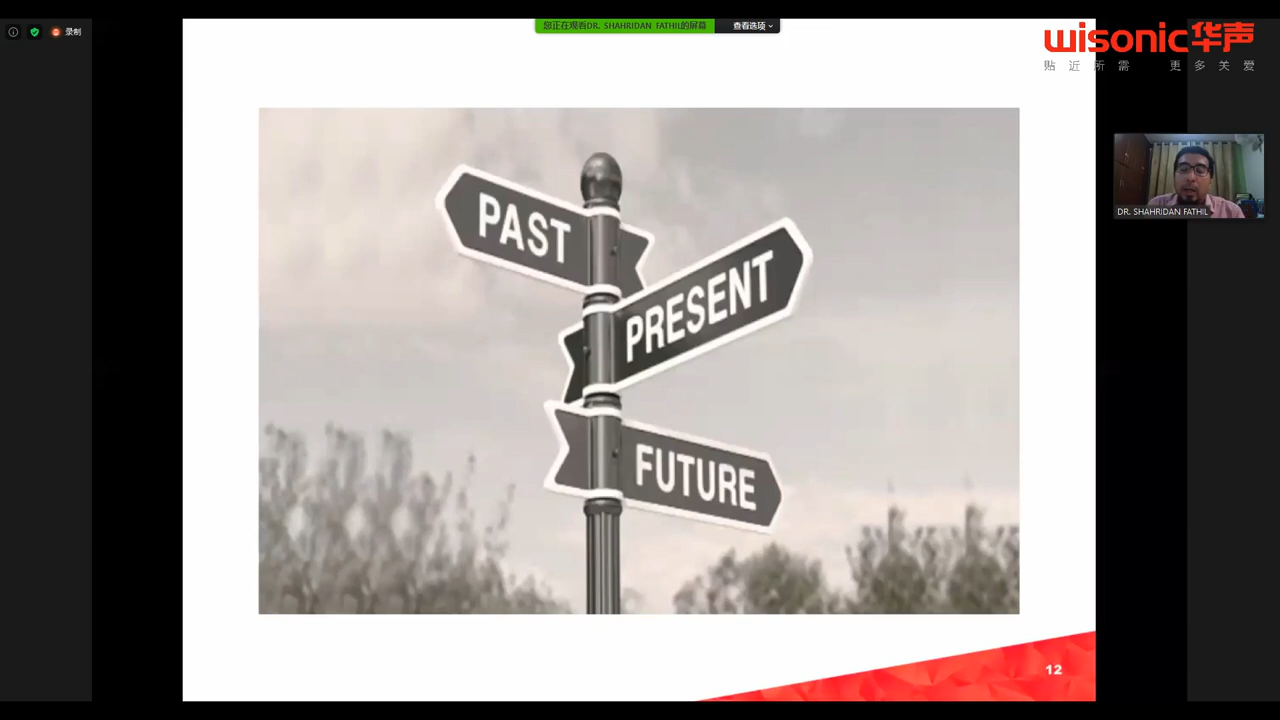 录制
您正在观看DR. SHAHRIDAN FATHIL的屏幕
查看选项
wisonic华声
贴近所需 更多关爱
PAST
PRESENT
FUTURE
DR. SHAHRIDAN FATHIL
12